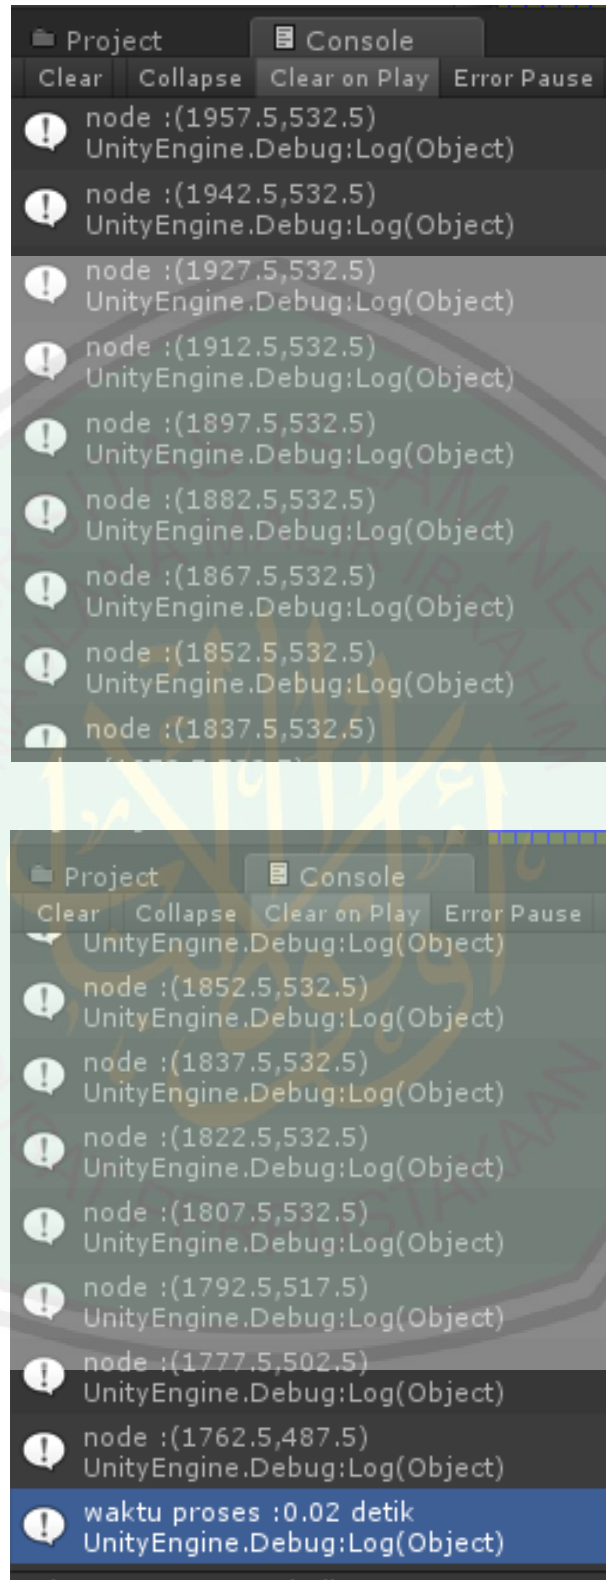 Project Console
Clear Collapse Clear on Play Error Pause
node :(1957.5,532.5)
UnityEngine.Debug:Log(Object)
node :(1942.5,532.5)
UnityEngine.Debug:Log(Object)
node :(1927.5,532.5)
UnityEngine.Debug:Log(Object)
node :(1912.5,532.5)
UnityEngine.Debug:Log(Object)
node :(1897.5,532.5)
UnityEngine.Debug:Log(Object)
node :(1882.5,532.5)
UnityEngine.Debug:Log(Object)
node :(1867.5,532.5)
UnityEngine.Debug:Log(Object)
node :(1852.5,532.5)
UnityEngine.Debug:Log(Object)
node :(1837.5,532.5)
Project Console
Clear Collapse Clear on Play Error Pause
UnityEngine.Debug:Log(Object)
node :(1852.5,532.5)
UnityEngine.Debug:Log(Object)
node :(1837.5,532.5)
UnityEngine.Debug:Log(Object)
node :(1822.5,532.5)
UnityEngine.Debug:Log(Object)
node :(1807.5,532.5)
UnityEngine.Debug:Log(Object)
node :(1792.5,517.5)
UnityEngine.Debug:Log(Object)
node :(1777.5,502.5)
UnityEngine.Debug:Log(Object)
node :(1762.5,487.5)
UnityEngine.Debug:Log(Object)
waktu proses :0.02 detik
UnityEngine.Debug:Log(Object)